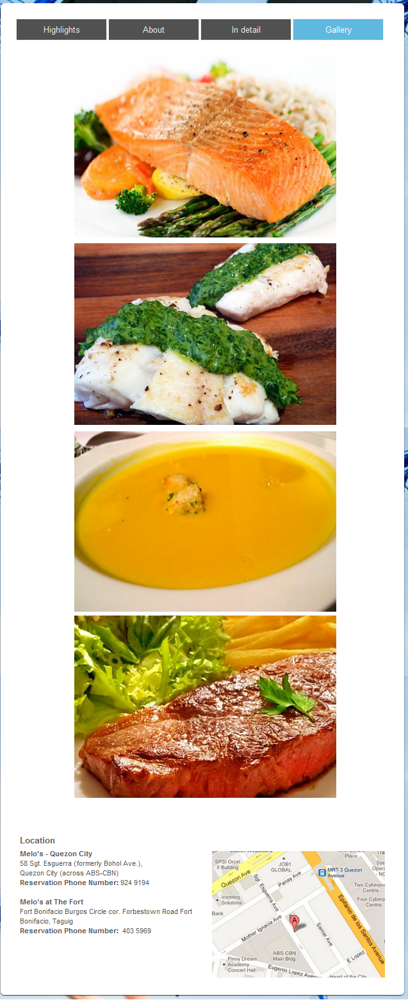 Highlights
About
In detail
Gallery
Location
Melo's - Quezon City
58 Sgt. Esguerra (formerly Bohol Ave.),
Quezon City (across ABS-CBN)
Reservation Phone Number: 924 9194
Melo's at The Fort
Fort Bonifacio Burgos Circle cor. Forbestown Road Fort
Bonifacio, Taguig
Reservation Phone Number: 403 5969
SPSI Orcel
II Building
JOB1
GLOBAL
Place
MRT-3 Quezon
Avenue
Quezon Ave
Panay Ave
Sgt. Esguerra Ave
Icomteq
Solutions
Bank
Two Cyberpo
Centris
Four Cyberp
Centris
Epifanio de los Santos Avenue
A
Mother Ignacia Ave
Samar Ave
ABS-CBN
Main Bldg
E Lopez
Pinoy Dream
Academy
Concert Hall
Eugenio Lopez Avenue
Heart of the City